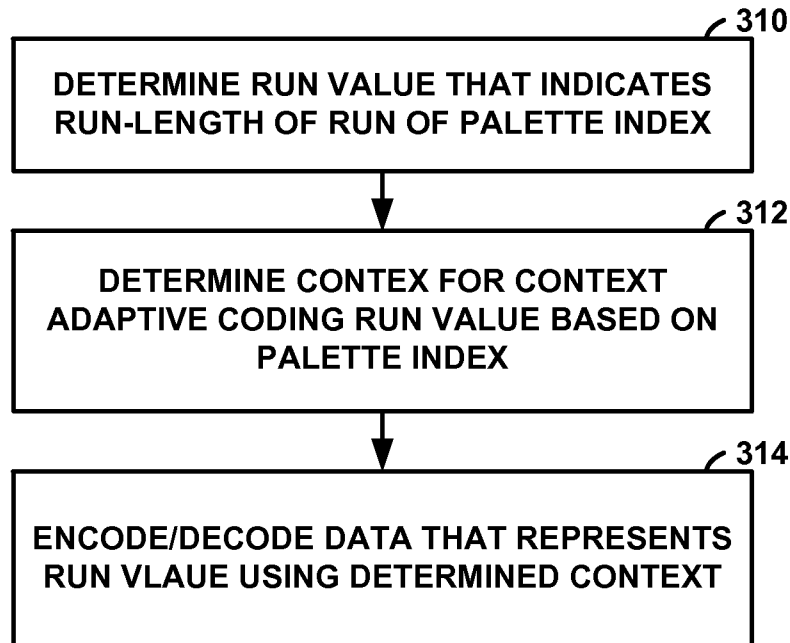 310
DETERMINE RUN VALUE THAT INDICATES
RUN-LENGTH OF RUN OF PALETTE INDEX
312
DETERMINE CONTEX FOR CONTEXT
ADAPTIVE CODING RUN VALUE BASED ON
PALETTE INDEX
314
ENCODE/DECODE DATA THAT REPRESENTS
RUN VLAUE USING DETERMINED CONTEXT